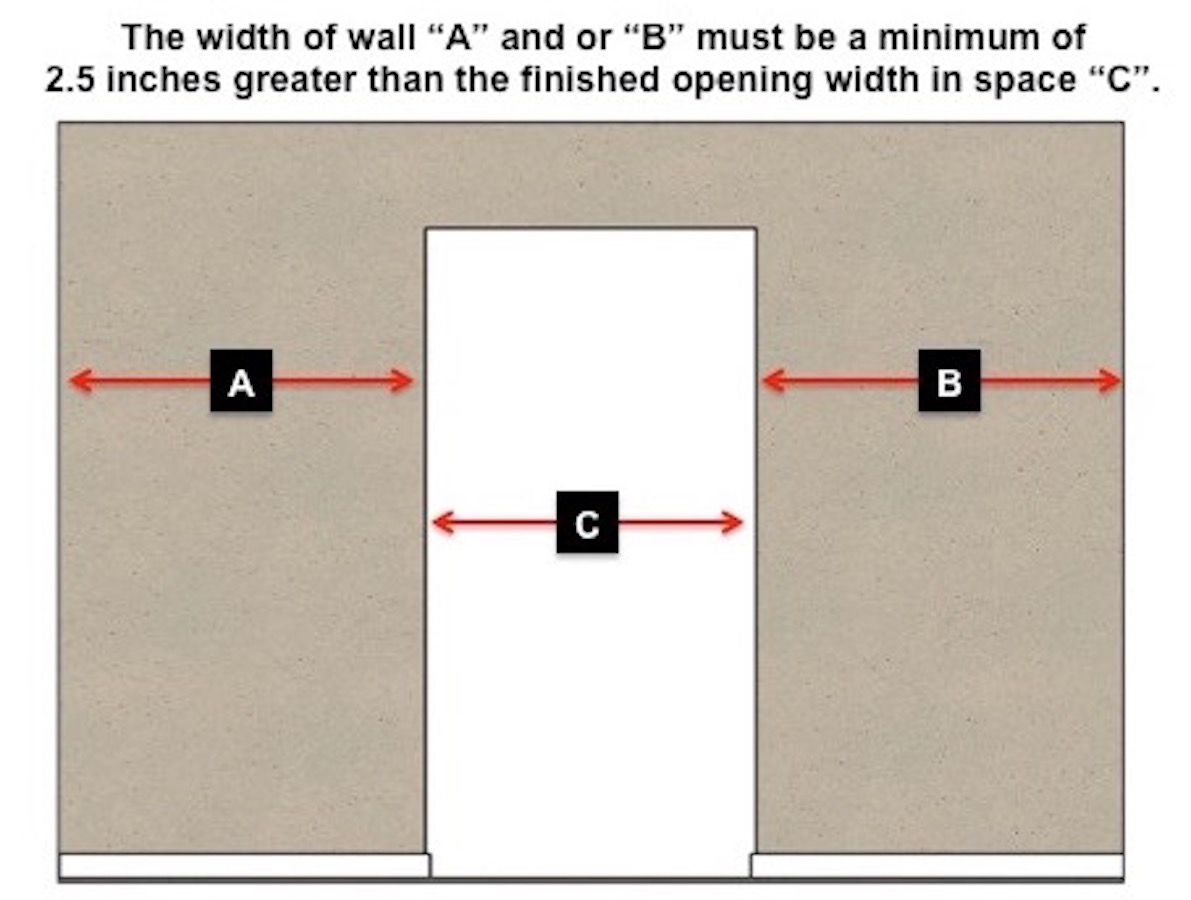 The width of wall “A” and or “B” must be a minimum of
2.5 inches greater than the finished opening width in space “C”.
A
B
C